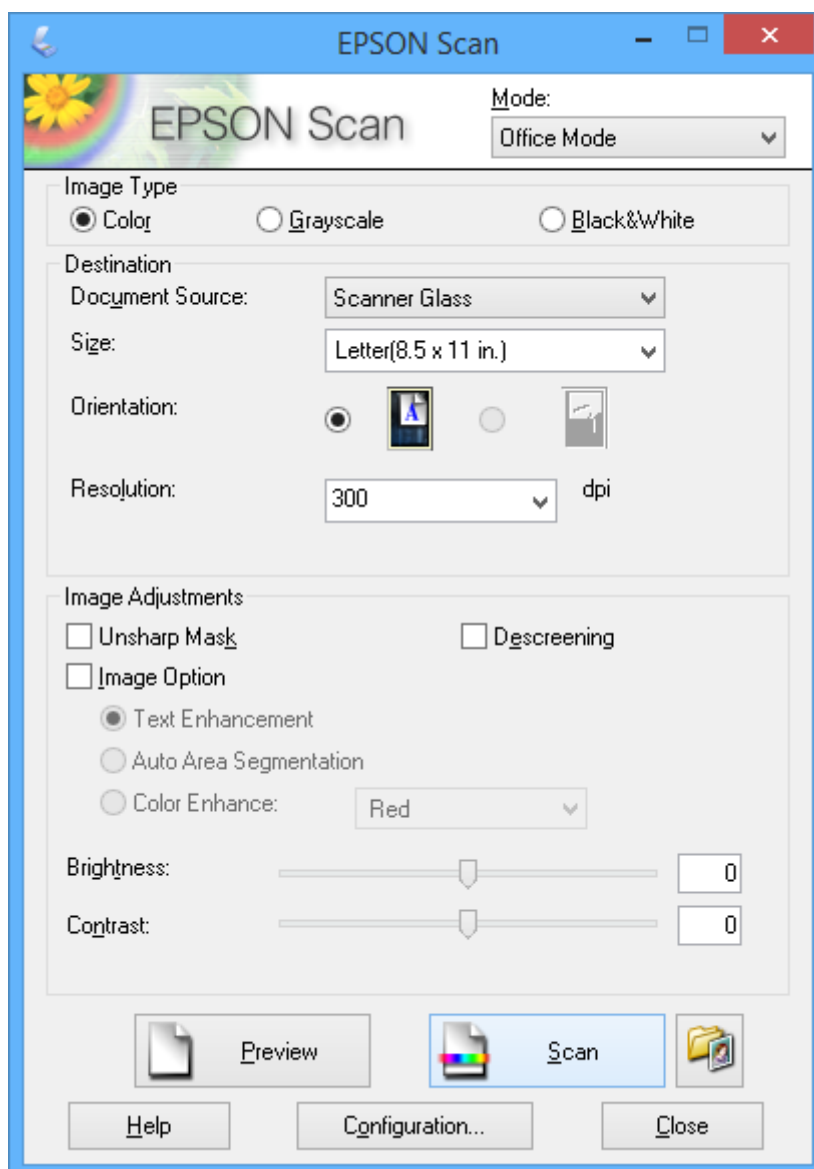 EPSON Scan
EPSON Scan
Mode:
Office Mode
Image Type
Color Grayscale Black&White
Destination
Document Source: Scanner Glass
Size: Letter(8.5 x 11 in.)
Orientation: A
Resolution: 300 dpi
Image Adjustments
Unsharp Mask Descreening
Image Option
Text Enhancement
Auto Area Segmentation
Color Enhance: Red
Brightness: 0
Contrast: 0
Preview Scan
Help Configuration... Close